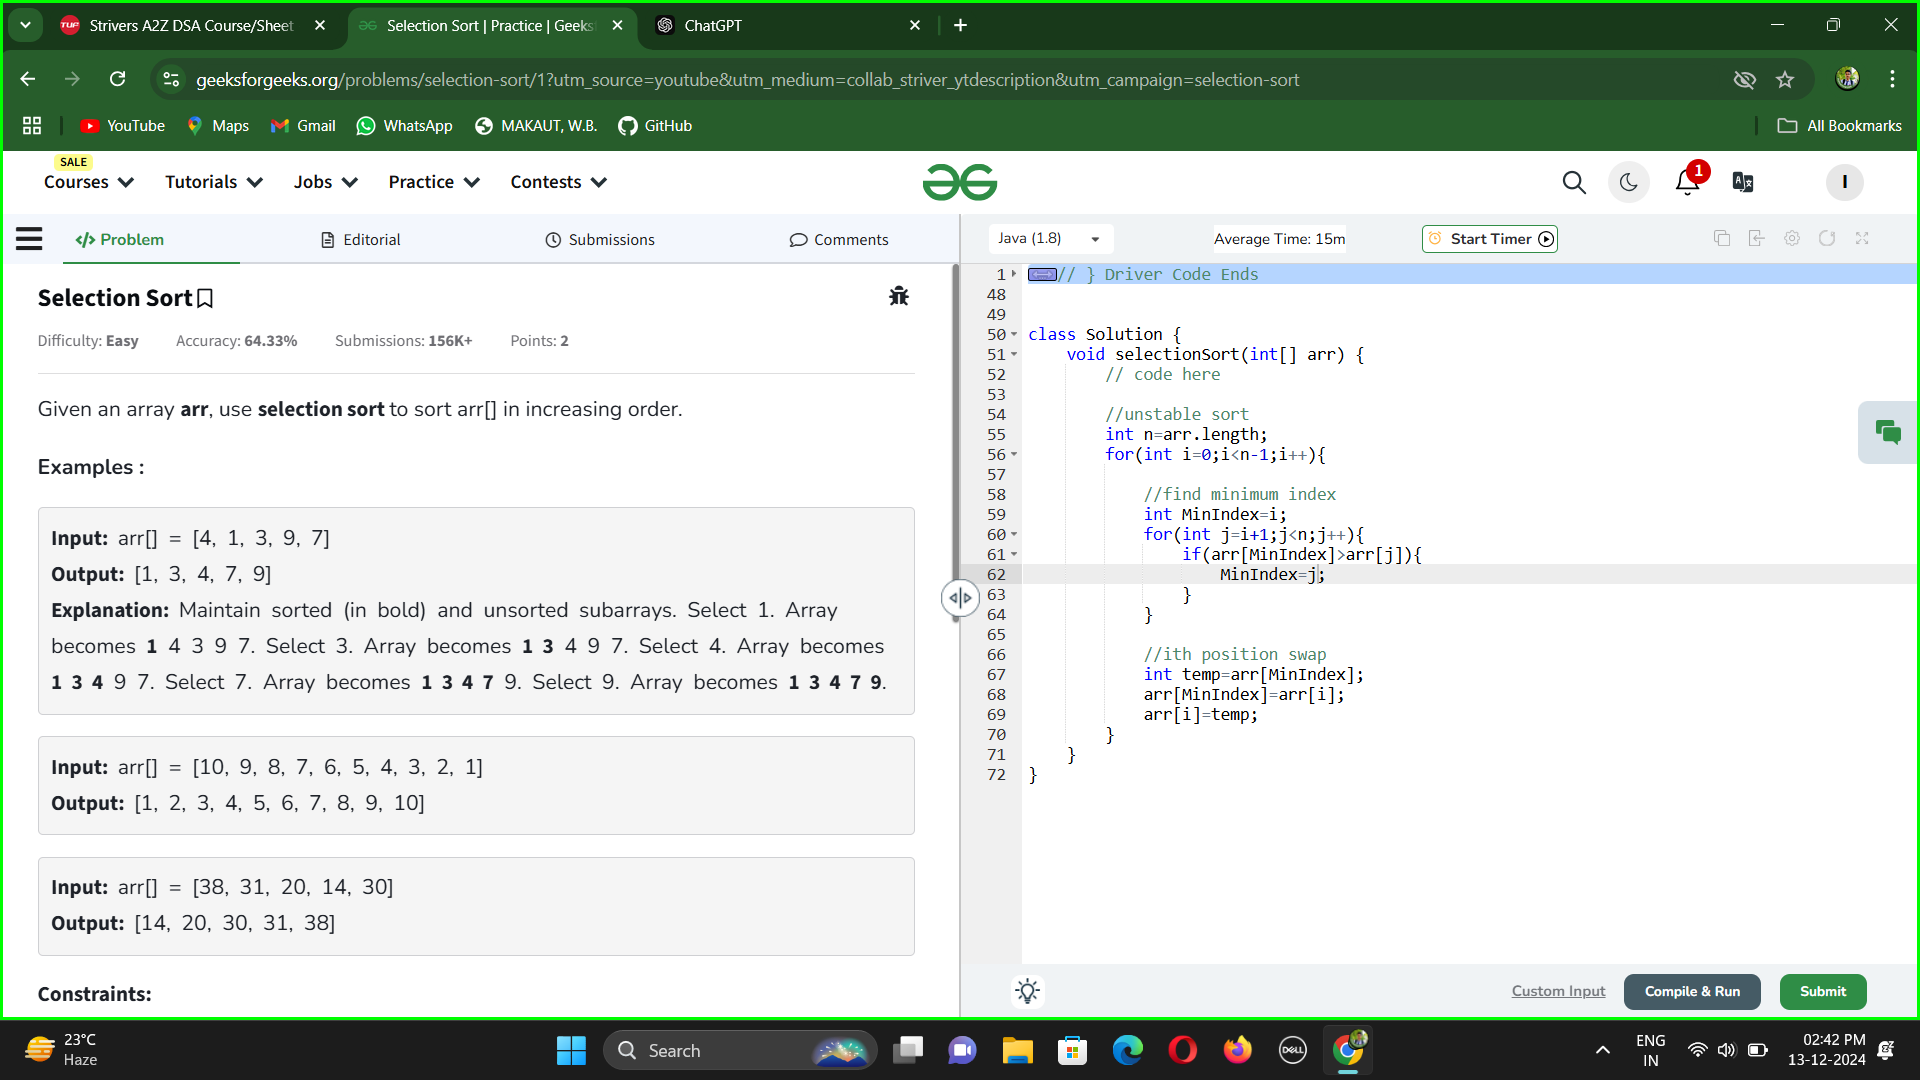 Strivers A2Z DSA Course/Sheet
Selection Sort | Practice | Geeks
ChatGPT
geeksforgeeks.org/problems/selection-sort/1?utm_source=youtube&utm_medium=collab_striver_ytdescription&utm_campaign=selection-sort
YouTube
Maps
Gmail
WhatsApp
MAKAUT, W.B.
GitHub
All Bookmarks
SALE
Courses
Tutorials
Jobs
Practice
Contests
1
I
Problem
Editorial
Submissions
Comments
Java (1.8)
Average Time: 15m
Start Timer
Selection Sort
Difficulty: Easy
Accuracy: 64.33%
Submissions: 156K+
Points: 2
Given an array arr, use selection sort to sort arr[] in increasing order.
Examples :
Input: arr[] = [4, 1, 3, 9, 7]
Output: [1, 3, 4, 7, 9]
Explanation: Maintain sorted (in bold) and unsorted subarrays. Select 1. Array
becomes 1 4 3 9 7. Select 3. Array becomes 1 3 4 9 7. Select 4. Array becomes
1 3 4 9 7. Select 7. Array becomes 1 3 4 7 9. Select 9. Array becomes 1 3 4 7 9.
Input: arr[] = [10, 9, 8, 7, 6, 5, 4, 3, 2, 1]
Output: [1, 2, 3, 4, 5, 6, 7, 8, 9, 10]
Input: arr[] = [38, 31, 20, 14, 30]
Output: [14, 20, 30, 31, 38]
Constraints:
1 // } Driver Code Ends
48
49
50 class Solution {
51 void selectionSort(int[] arr) {
52 // code here
53
54 //unstable sort
55 int n=arr.length;
56 for(int i=0;i<n-1;i++){
57
58 //find minimum index
59 int MinIndex=i;
60 for(int j=i+1;j<n;j++){
61 if(arr[MinIndex]>arr[j]){
62 MinIndex=j;
63 }
64 }
65
66 //ith position swap
67 int temp=arr[MinIndex];
68 arr[MinIndex]=arr[i];
69 arr[i]=temp;
70 }
71 }
72 }
Custom Input
Compile & Run
Submit
23°C
Haze
Search
DELL
ENG
IN
02:42 PM
13-12-2024